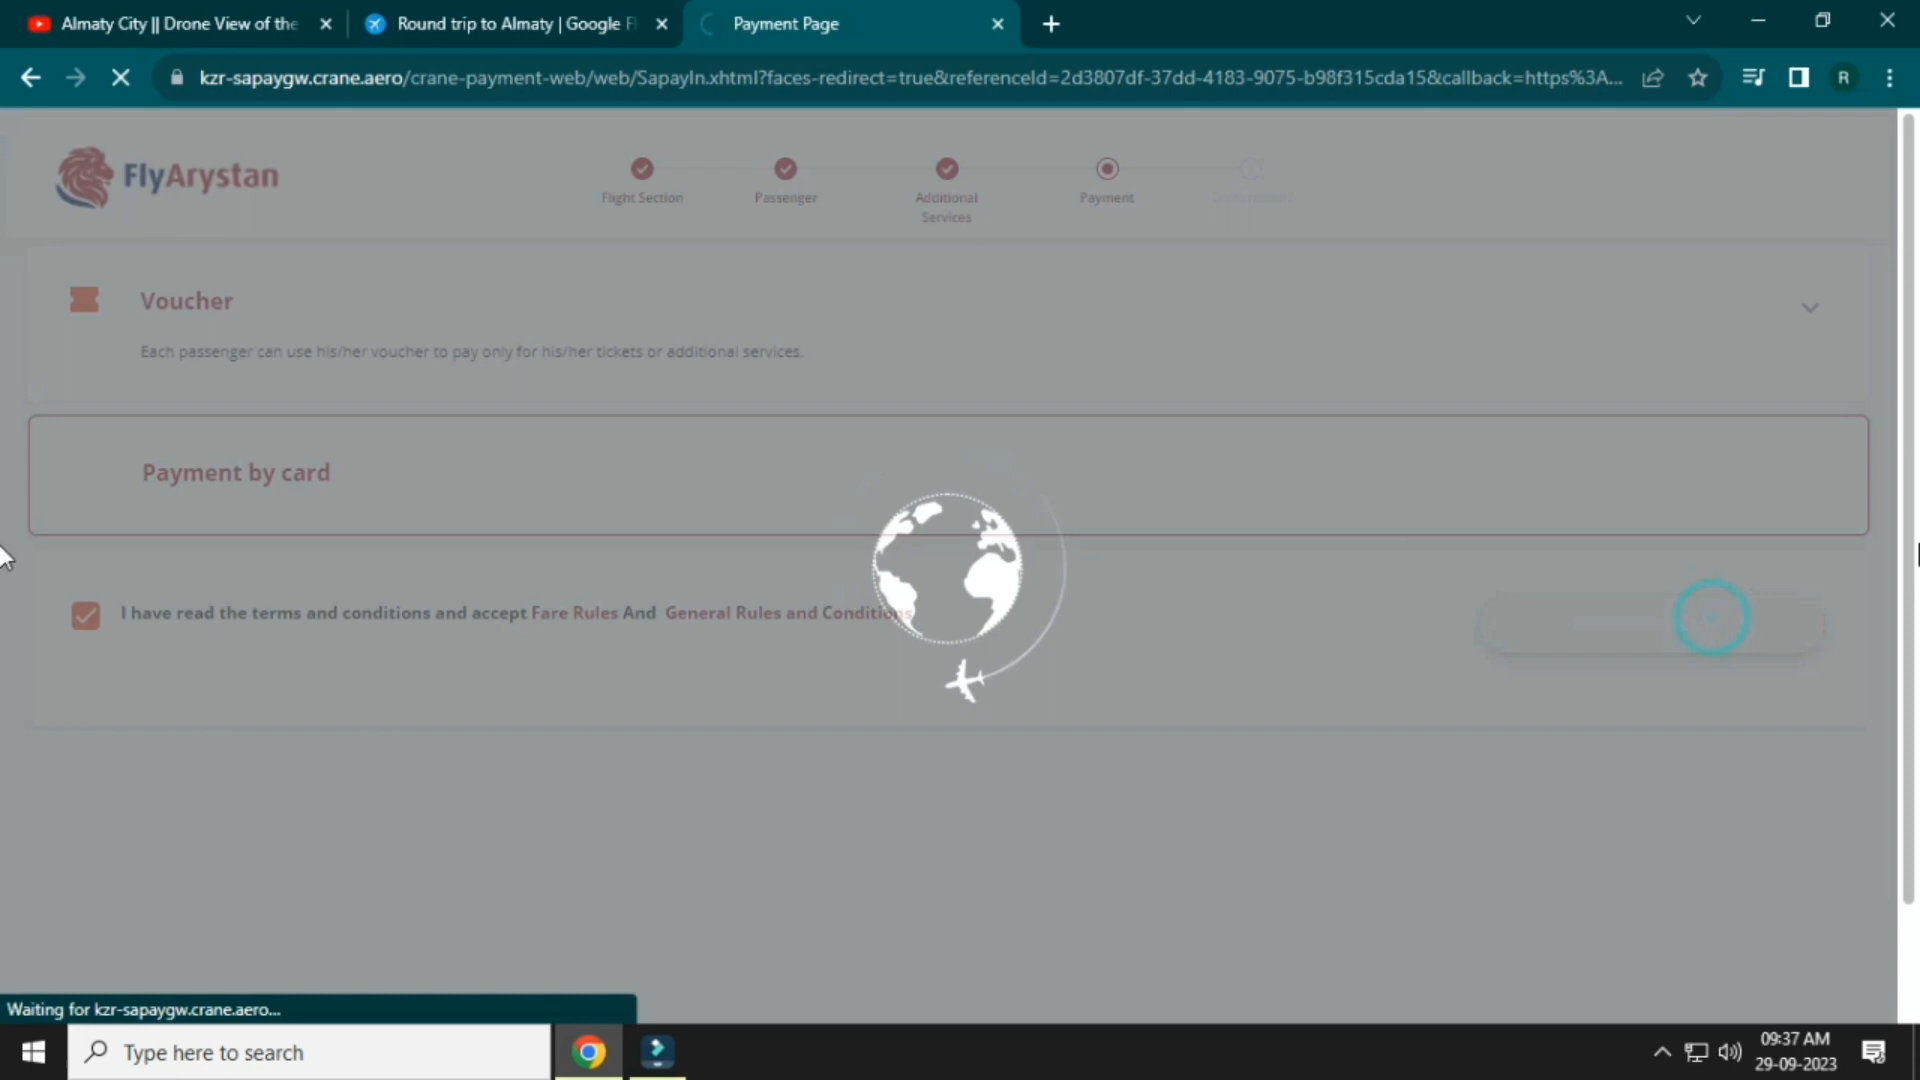 Almaty City || Drone View of the
Round trip to Almaty | Google Fl
Payment Page
kzr-sapaygw.crane.aero/crane-payment-web/web/SapayIn.xhtml?faces-redirect=true&referenceId=2d3807df-37dd-4183-9075-b98f315cda15&callback=https%3A...
R
FlyArystan
Flight Section
Passenger
Additional
Services
Payment
Voucher
Each passenger can use his/her voucher to pay only for his/her tickets or additional services.
Payment by card
I have read the terms and conditions and accept Fare Rules And General Rules and Conditions
Waiting for kzr-sapaygw.crane.aero...
Type here to search
09:37 AM
29-09-2023